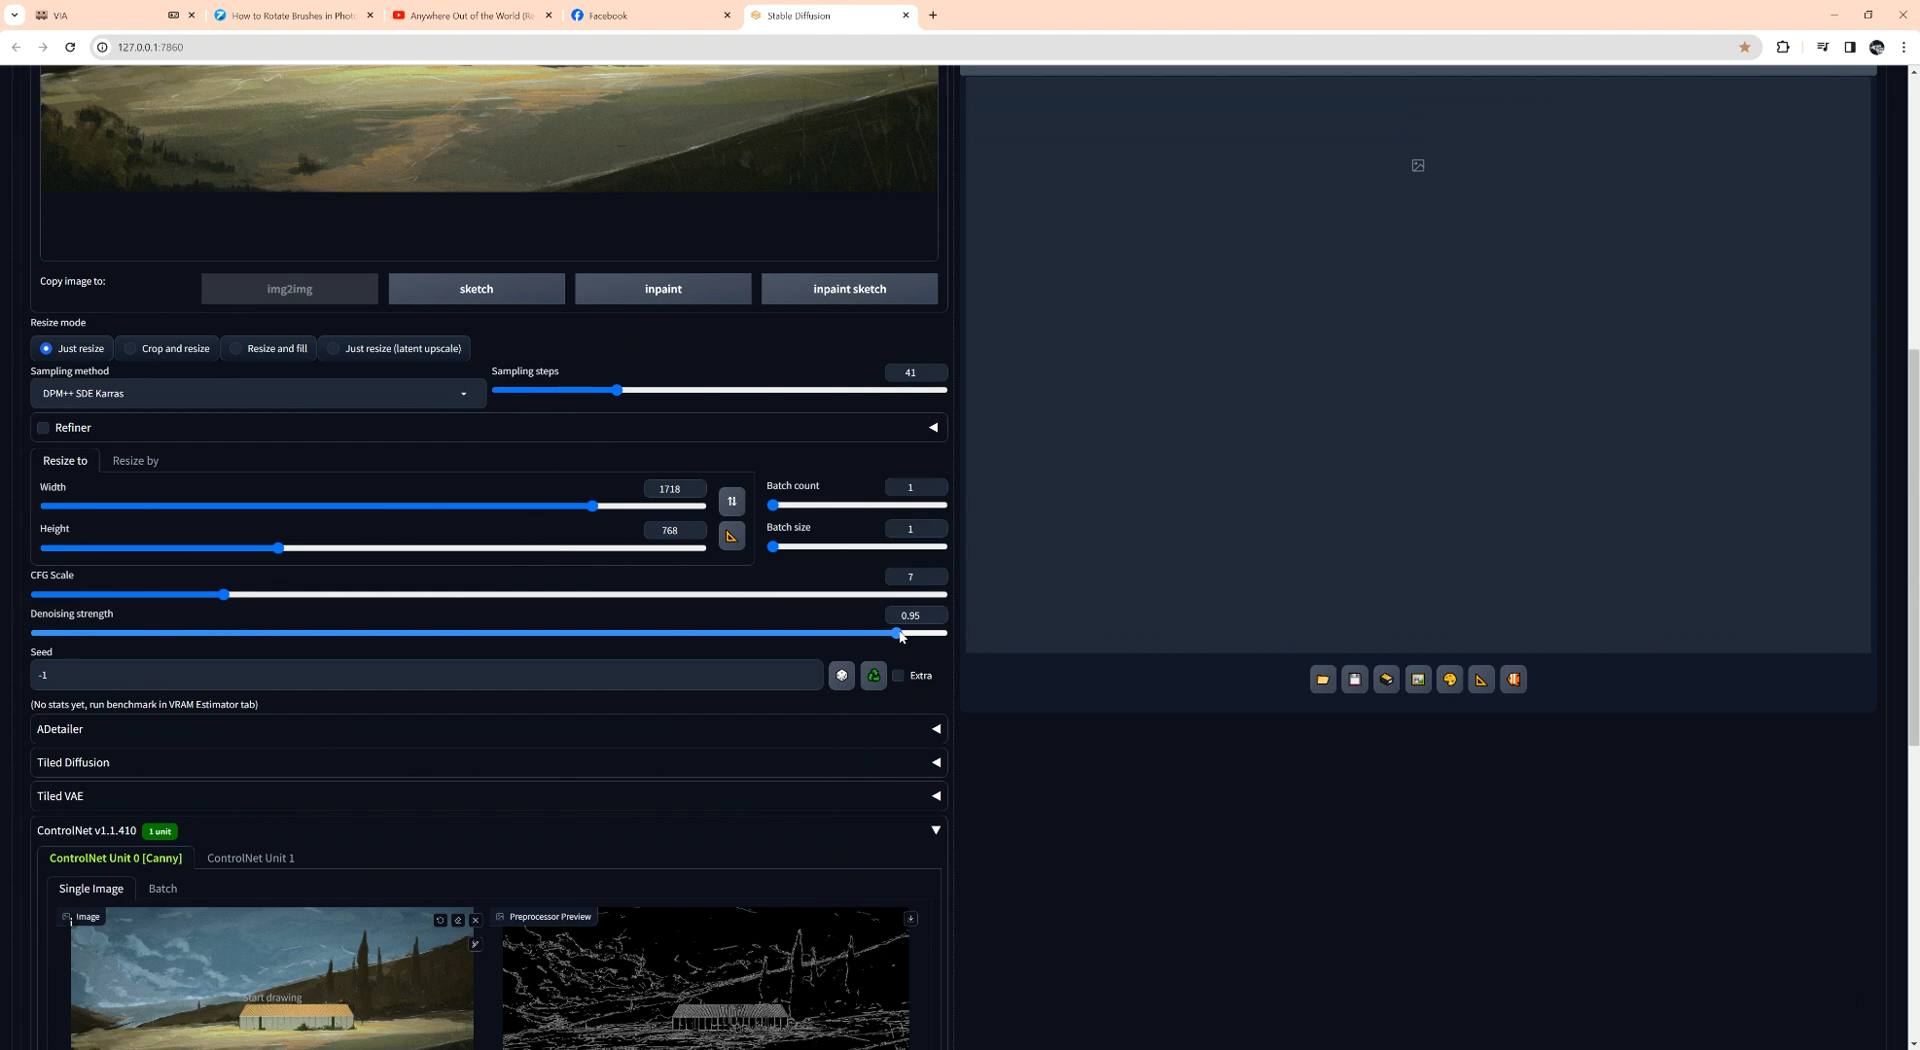 VIA
How to Rotate Brushes in Phot
Anywhere Out of the World (Re
Facebook
Stable Diffusion
127.0.0.1:7860
Copy image to:
img2img
sketch
inpaint
inpaint sketch
Resize mode
Just resize
Crop and resize
Resize and fill
Just resize (latent upscale)
Sampling method
Sampling steps
41
DPM++ SDE Karras
Refiner
Resize to
Resize by
Width
1718
Batch count
1
Height
768
Batch size
1
CFG Scale
7
Denoising strength
0.95
Seed
-1
Extra
(No stats yet, run benchmark in VRAM Estimator tab)
ADetailer
Tiled Diffusion
Tiled VAE
ControlNet v1.1.410
1 unit
ControlNet Unit 0 [Canny]
ControlNet Unit 1
Single Image
Batch
Image
Preprocessor Preview
Start drawing